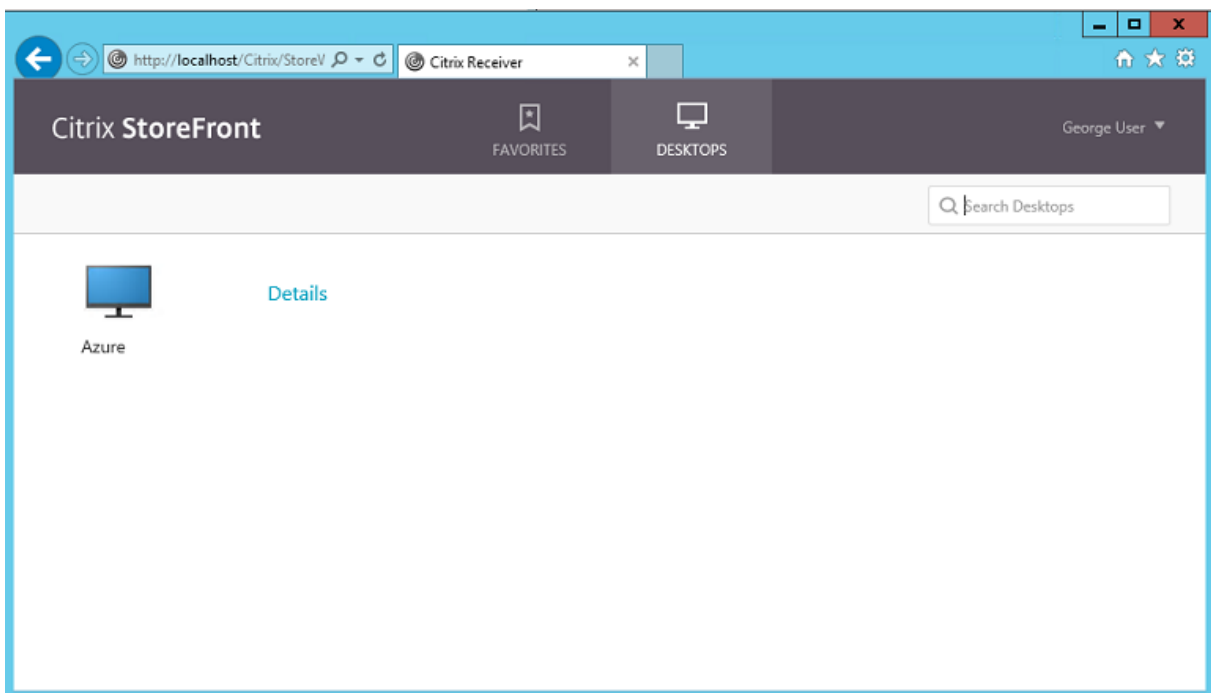 http://localhost/Citrix/StoreV
Citrix Receiver
Citrix StoreFront
FAVORITES
DESKTOPS
George User
Search Desktops
Details
Azure